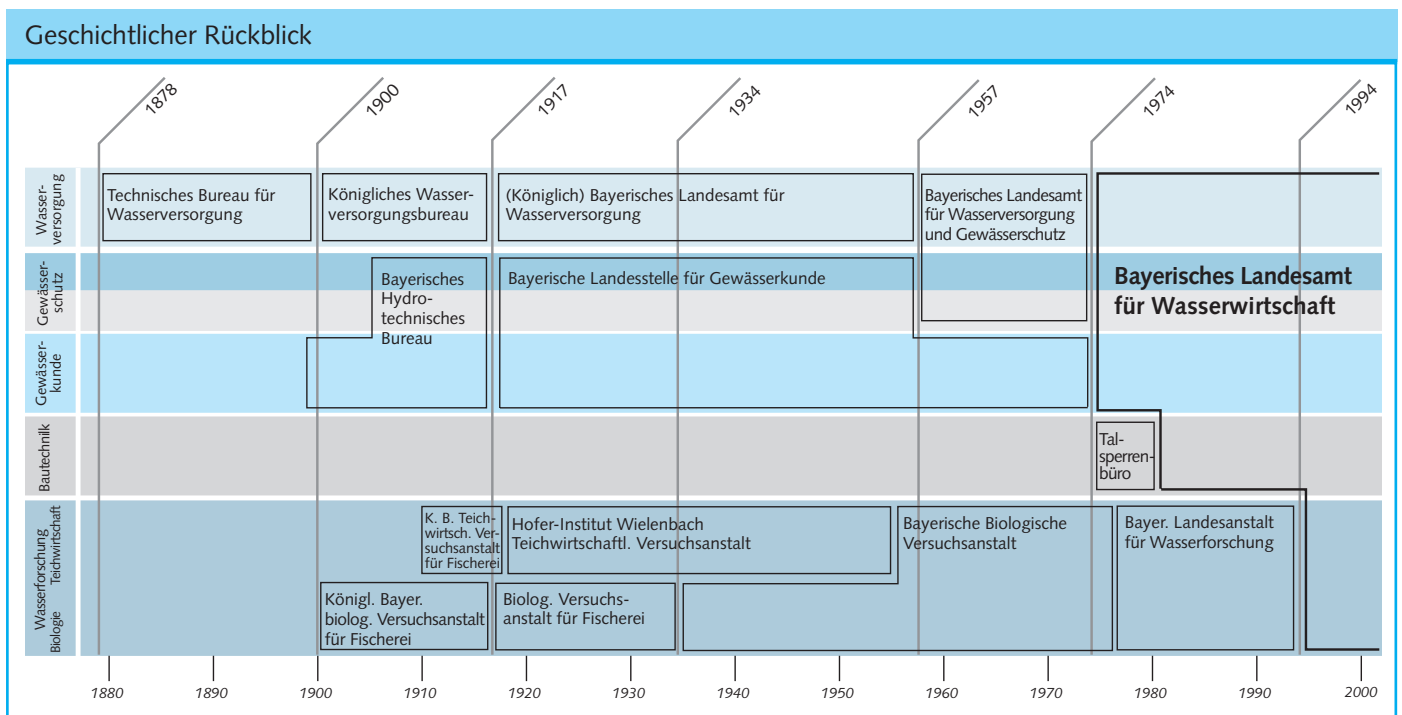 Geschichtlicher Rückblick
1878
1900
1917
1934
1957
1974
1994
Wasser-
versorgung
Technisches Bureau für
Wasserversorgung
Königliches Wasser-
versorgungsbureau
(Königlich) Bayerisches Landesamt für
Wasserversorgung
Bayerisches Landesamt
für Wasserversorgung
und Gewässerschutz
Gewässer-
schutz
Bayerisches
Hydro-
technisches
Bureau
Bayerische Landesstelle für Gewässerkunde
Bayerisches Landesamt
für Wasserwirtschaft
Gewässer-
kunde
Bautechnilk
Tal-
sperren-
büro
Wasserforschung
Biologie Teichwirtschaft
K. B. Teich-
wirtsch. Ver-
suchsanstalt
für Fischerei
Hofer-Institut Wielenbach
Teichwirtschaftl. Versuchsanstalt
Bayerische Biologische
Versuchsanstalt
Bayer. Landesanstalt
für Wasserforschung
Königl. Bayer.
biolog. Versuchsanstalt
für Fischerei
Biolog. Versuchs-
anstalt für Fischerei
1880 1890 1900 1910 1920 1930 1940 1950 1960 1970 1980 1990 2000